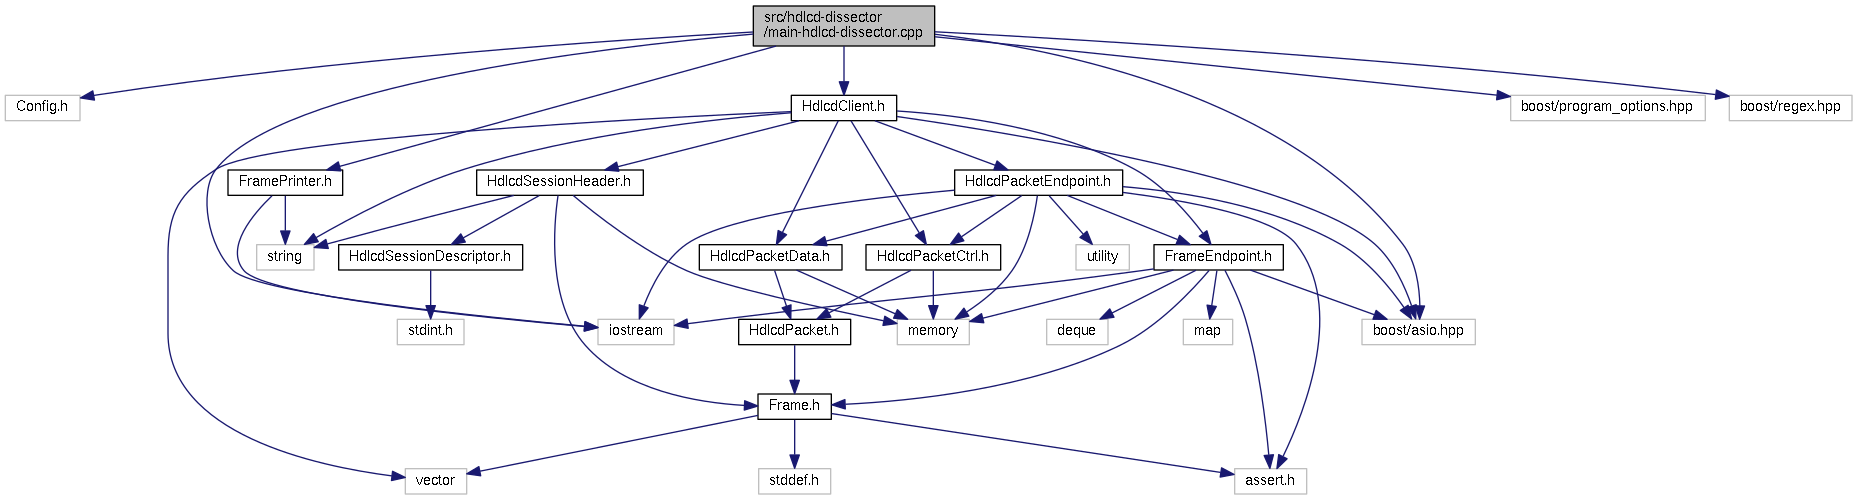 src/hdlcd-dissector
/main-hdlcd-dissector.cpp
Config.h
HdlcdClient.h
boost/program_options.hpp
boost/regex.hpp
FramePrinter.h
HdlcdSessionHeader.h
HdlcdPacketEndpoint.h
string
HdlcdSessionDescriptor.h
HdlcdPacketData.h
HdlcdPacketCtrl.h
utility
FrameEndpoint.h
stdint.h
iostream
HdlcdPacket.h
memory
deque
map
boost/asio.hpp
Frame.h
vector
stddef.h
assert.h